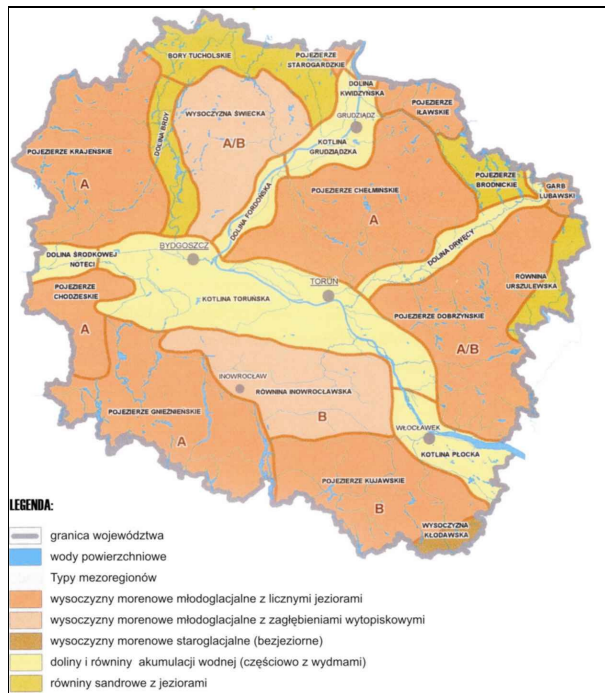 BORY TUCHOLSKIE
POJEZIERZE
STAROGARDZKIE
DOLINA
KWIDZYŃSKA
POJEZIERZE
IŁAWSKIE
GRUDZIĄDZ
WYSOCZYZNA ŚWIECKA
A/B
DOLINA BRDY
KOTLINA
GRUDZIĄDZKA
POJEZIERZE KRAJEŃSKIE
A
POJEZIERZE
BRODNICKIE
GARB
LUBAWSKI
POJEZIERZE CHEŁMIŃSKIE
A
DOLINA FORDOŃSKA
DOLINA DRWĘCY
BYDGOSZCZ
DOLINA ŚRODKOWEJ
NOTECI
TORUŃ
RÓWNINA
URSZULEWSKA
POJEZIERZE
CHODZIESKIE
A
KOTLINA TORUŃSKA
POJEZIERZE DOBRZYŃSKIE
A/B
INOWROCŁAW
RÓWNINA INOWROCŁAWSKA
B
POJEZIERZE GNIEŹNIEŃSKIE
A
WŁOCŁAWEK
KOTLINA PŁOCKA
POJEZIERZE KUJAWSKIE
B
WYSOCZYZNA
KŁODAWSKA
LEGENDA:
granica województwa
wody powierzchniowe
Typy mezoregionów
wysoczyzny morenowe młodoglacjalne z licznymi jeziorami
wysoczyzny morenowe młodoglacjalne z zagłębieniami wytopiskowymi
wysoczyzny morenowe staroglacjalne (bezjeziorne)
doliny i równiny akumulacji wodnej (częściowo z wydmami)
równiny sandrowe z jeziorami